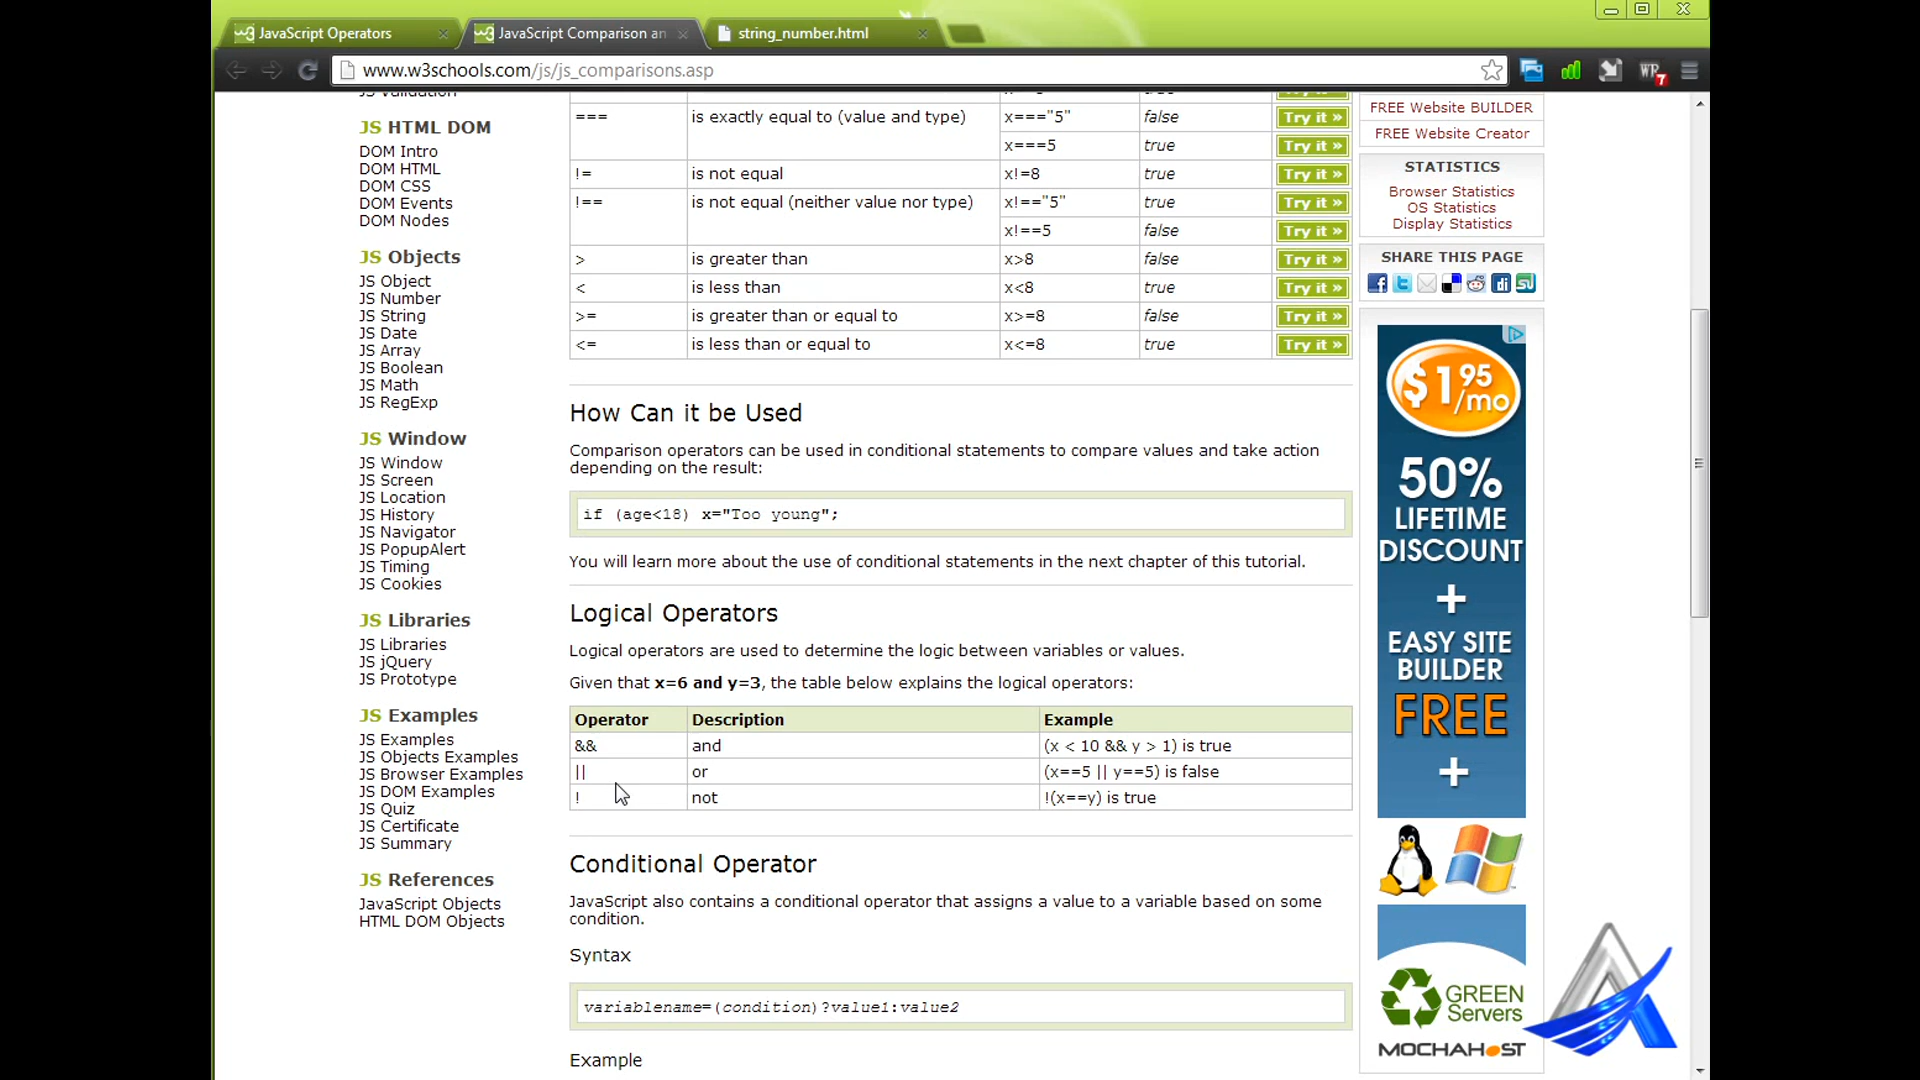 JavaScript Operators
JavaScript Comparison an
string_number.html
www.w3schools.com/js/js_comparisons.asp
JS HTML DOM
DOM Intro
DOM HTML
DOM CSS
DOM Events
DOM Nodes
JS Objects
JS Object
JS Number
JS String
JS Date
JS Array
JS Boolean
JS Math
JS RegExp
JS Window
JS Window
JS Screen
JS Location
JS History
JS Navigator
JS PopupAlert
JS Timing
JS Cookies
JS Libraries
JS Libraries
JS jQuery
JS Prototype
JS Examples
JS Examples
JS Objects Examples
JS Browser Examples
JS DOM Examples
JS Quiz
JS Certificate
JS Summary
JS References
JavaScript Objects
HTML DOM Objects
=== is exactly equal to (value and type) x==="5" false Try it »
x===5 true Try it »
!= is not equal x!=8 true Try it »
!== is not equal (neither value nor type) x!=="5" true Try it »
x!==5 false Try it »
> is greater than x>8 false Try it »
< is less than x<8 true Try it »
>= is greater than or equal to x>=8 false Try it »
<= is less than or equal to x<=8 true Try it »
How Can it be Used
Comparison operators can be used in conditional statements to compare values and take action
depending on the result:
if (age<18) x="Too young";
You will learn more about the use of conditional statements in the next chapter of this tutorial.
Logical Operators
Logical operators are used to determine the logic between variables or values.
Given that x=6 and y=3, the table below explains the logical operators:
Operator Description Example
&& and (x < 10 && y > 1) is true
|| or (x==5 || y==5) is false
! not !(x==y) is true
Conditional Operator
JavaScript also contains a conditional operator that assigns a value to a variable based on some
condition.
Syntax
variablename=(condition)?value1:value2
Example
FREE Website BUILDER
FREE Website Creator
STATISTICS
Browser Statistics
OS Statistics
Display Statistics
SHARE THIS PAGE
$1.95
/mo
50%
LIFETIME
DISCOUNT
+
EASY SITE
BUILDER
FREE
+
GREEN
Servers
MOCHAHOST